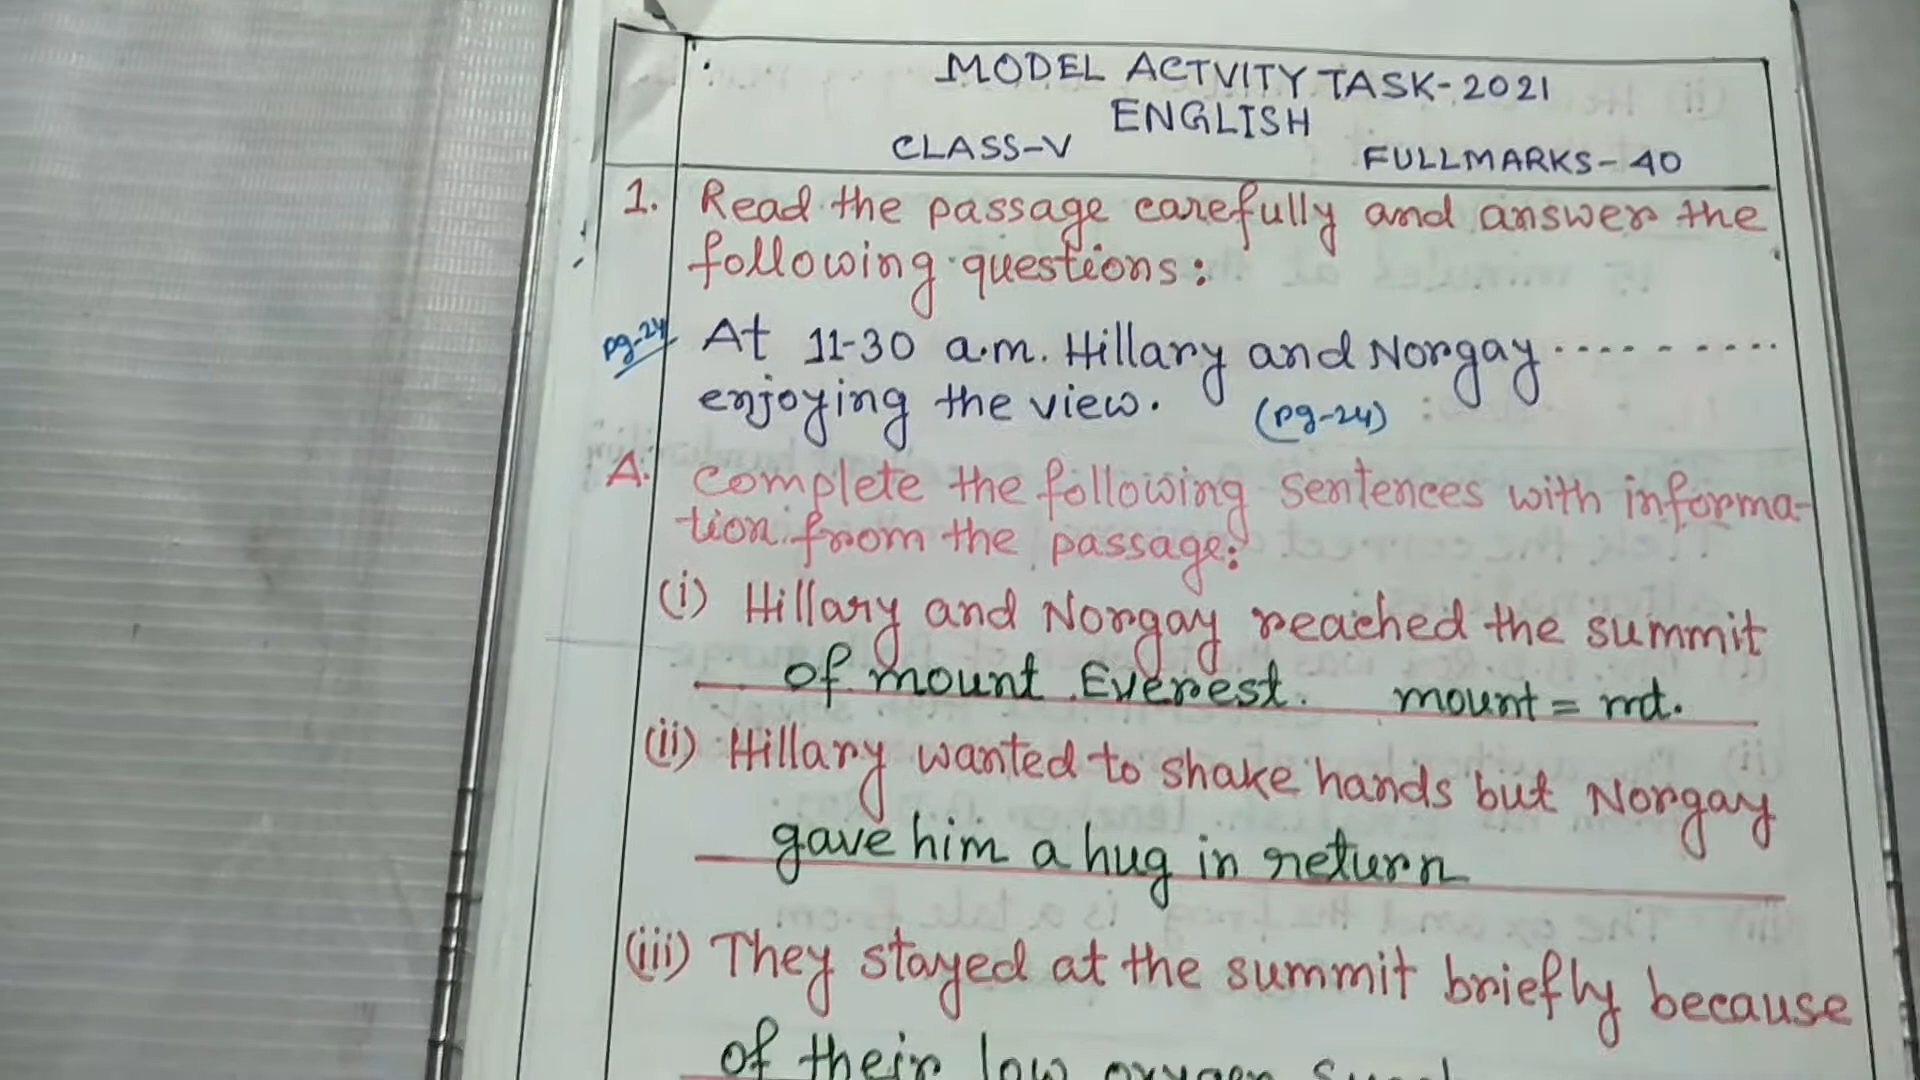 MODEL ACTVITY TASK-2021
ENGLISH
CLASS-V FULLMARKS-40
1. Read the passage carefully and answer the
following questions:
pg-24 At 11-30 a.m. Hillary and Norgay ..........
enjoying the view. (pg-24)
A. Complete the following sentences with informa-
tion from the passage:
(i) Hillary and Norgay reached the summit
of mount Everest. mount = mt.
(ii) Hillary wanted to shake hands but Norgay
gave him a hug in return
(iii) They stayed at the summit briefly because
of their low oxygen